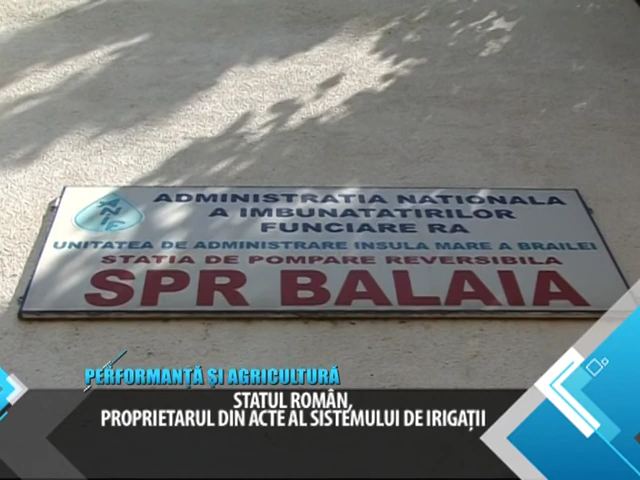 ANIF
ADMINISTRATIA NATIONALA
A IMBUNATATIRILOR
FUNCIARE RA
UNITATEA DE ADMINISTRARE INSULA MARE A BRAILEI
STATIA DE POMPARE REVERSIBILA
SPR BALAIA
PERFORMANȚĂ ȘI AGRICULTURĂ
STATUL ROMÂN,
PROPRIETARUL DIN ACTE AL SISTEMULUI DE IRIGAȚII